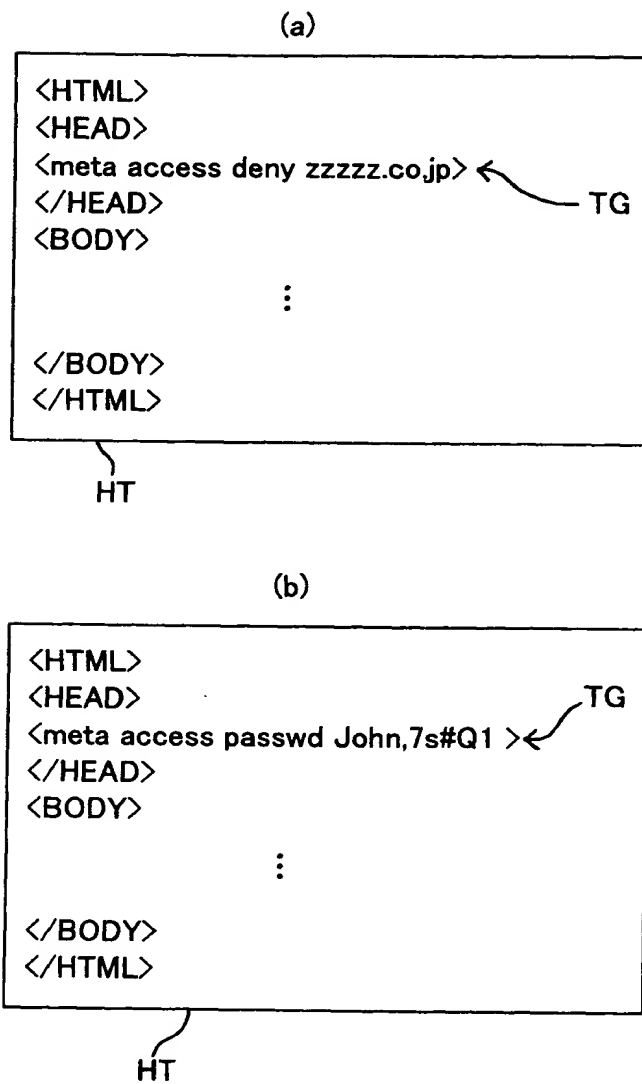 (a)
<HTML>
<HEAD>
<meta access deny zzzzz.co.jp>
TG
</HEAD>
<BODY>
⋮
</BODY>
</HTML>
HT
(b)
<HTML>
<HEAD>
TG
<meta access passwd John,7s#Q1 >
</HEAD>
<BODY>
⋮
</BODY>
</HTML>
HT